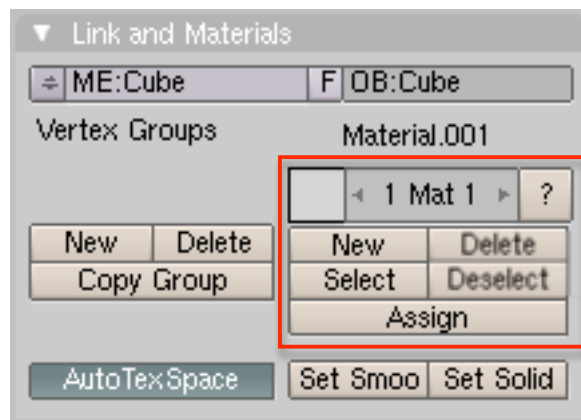 Link and Materials
ME:Cube F OB:Cube
Vertex Groups Material.001
1 Mat 1 ?
New Delete New Delete
Copy Group Select Deselect
Assign
AutoTexSpace Set Smoo Set Solid